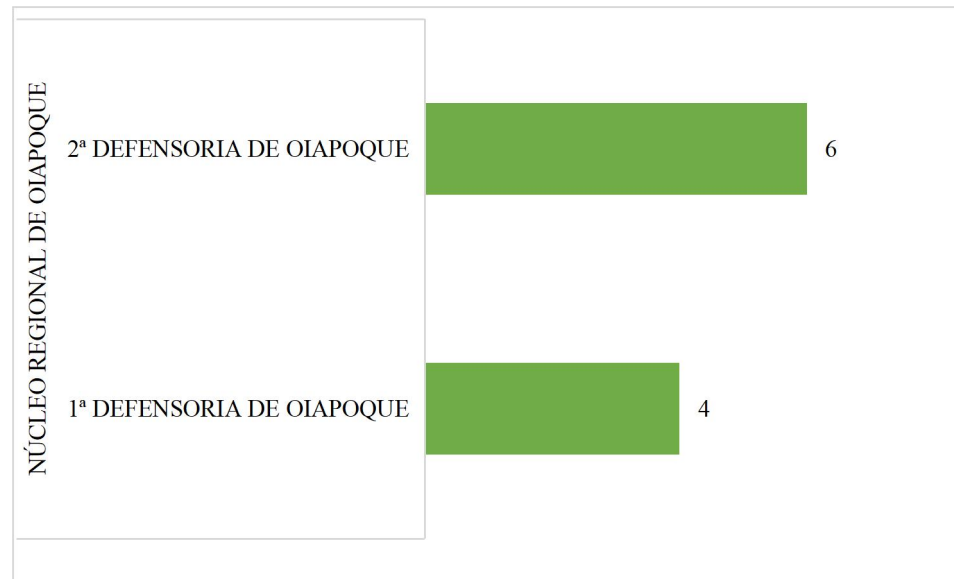 NÚCLEO REGIONAL DE OIAPOQUE
2ª DEFENSORIA DE OIAPOQUE
6
1ª DEFENSORIA DE OIAPOQUE
4